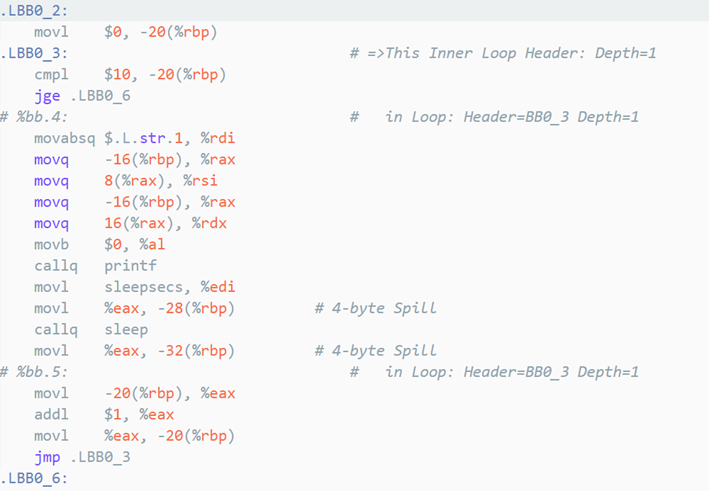 .LBB0_2:
    movl    $0, -20(%rbp)
.LBB0_3:                                # =>This Inner Loop Header: Depth=1
    cmpl    $10, -20(%rbp)
    jge .LBB0_6
# %bb.4:                                #   in Loop: Header=BB0_3 Depth=1
    movabsq $.L.str.1, %rdi
    movq    -16(%rbp), %rax
    movq    8(%rax), %rsi
    movq    -16(%rbp), %rax
    movq    16(%rax), %rdx
    movb    $0, %al
    callq   printf
    movl    sleepsecs, %edi
    movl    %eax, -28(%rbp)         # 4-byte Spill
    callq   sleep
    movl    %eax, -32(%rbp)         # 4-byte Spill
# %bb.5:                                #   in Loop: Header=BB0_3 Depth=1
    movl    -20(%rbp), %eax
    addl    $1, %eax
    movl    %eax, -20(%rbp)
    jmp .LBB0_3
.LBB0_6: